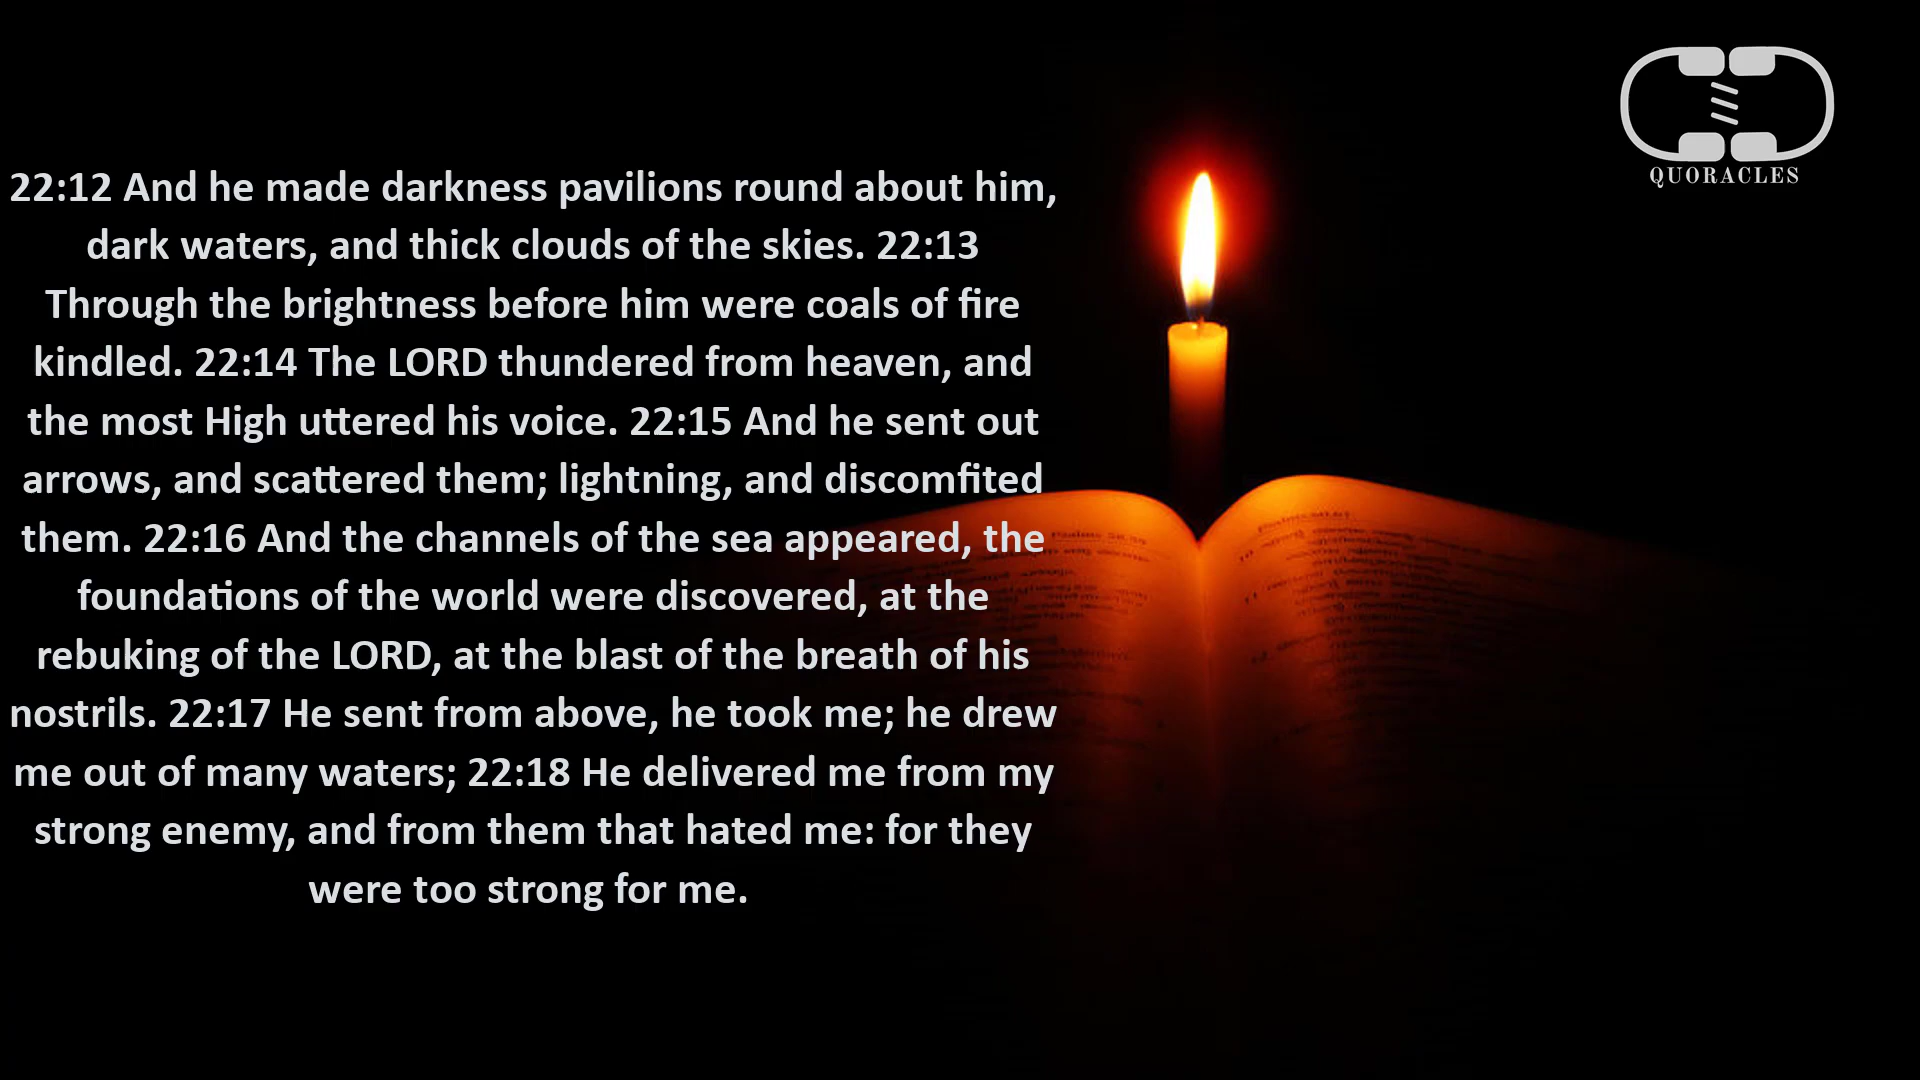 22:12 And he made darkness pavilions round about him,
dark waters, and thick clouds of the skies. 22:13
Through the brightness before him were coals of fire
kindled. 22:14 The LORD thundered from heaven, and
the most High uttered his voice. 22:15 And he sent out
arrows, and scattered them; lightning, and discomfited
them. 22:16 And the channels of the sea appeared, the
foundations of the world were discovered, at the
rebuking of the LORD, at the blast of the breath of his
nostrils. 22:17 He sent from above, he took me; he drew
me out of many waters; 22:18 He delivered me from my
strong enemy, and from them that hated me: for they
were too strong for me.
QUORACLES